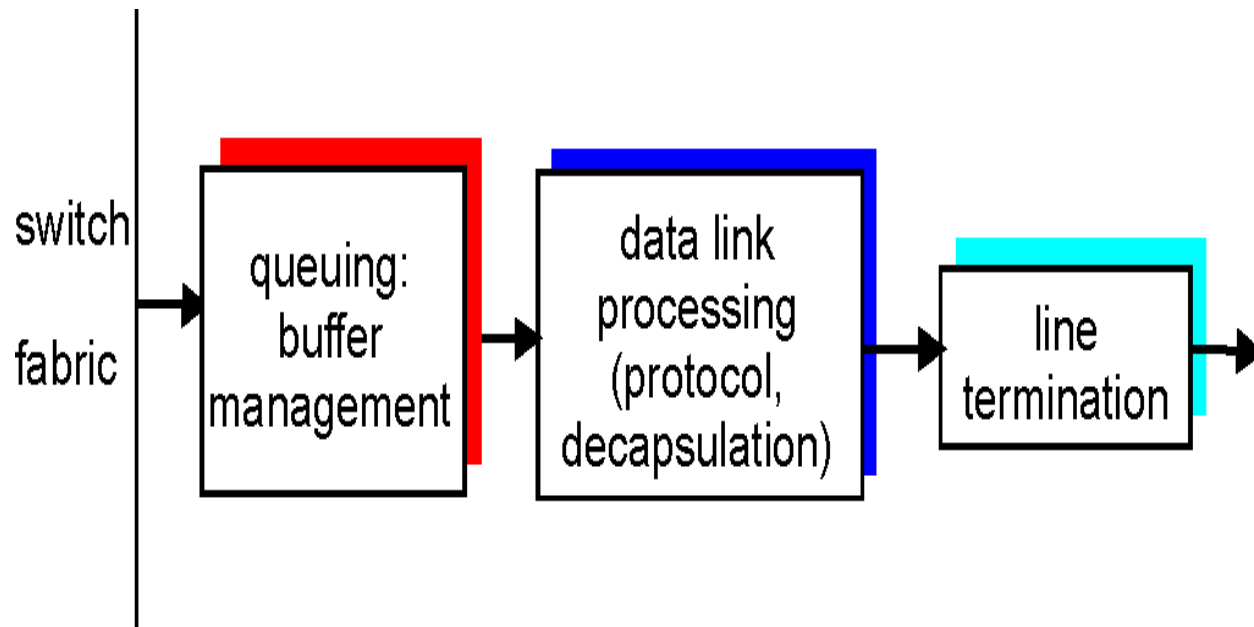 switch
fabric
queuing:
buffer
management
data link
processing
(protocol,
decapsulation)
line
termination